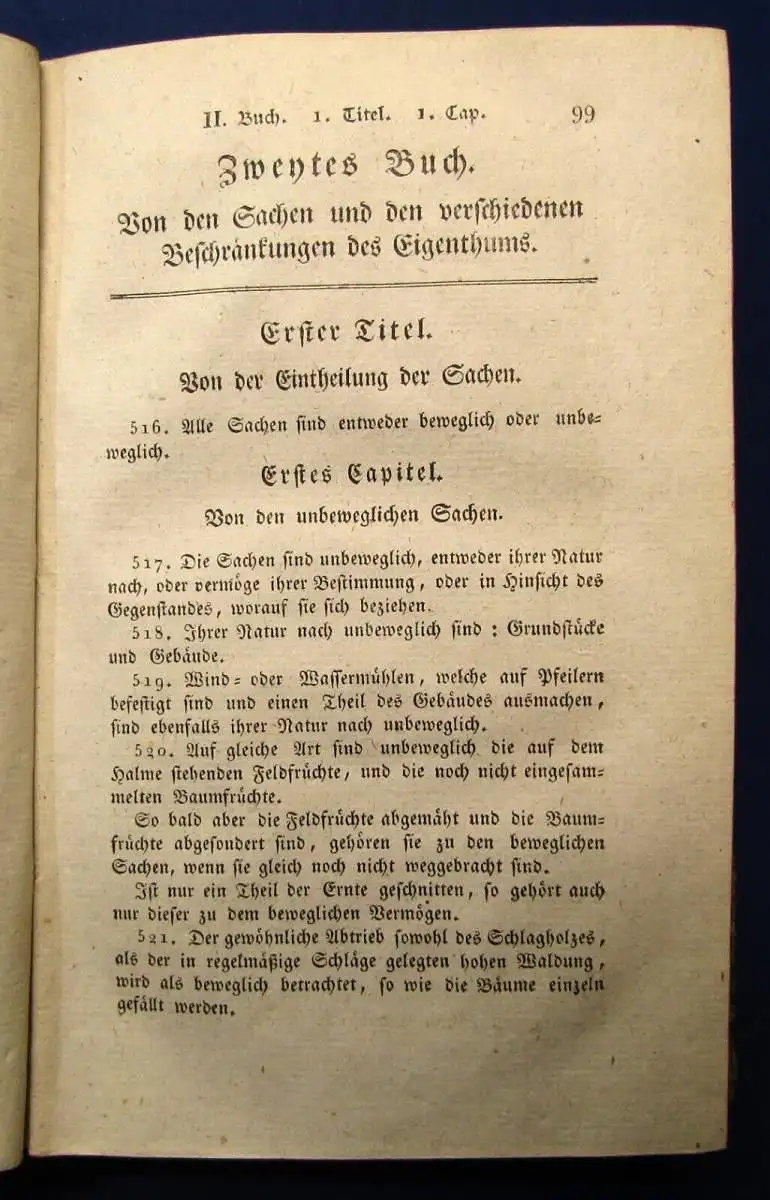 II. Buch. 1. Titel. 1. Cap. 99
Zweytes Buch.
Von den Sachen und den verschiedenen
Beschränkungen des Eigenthums.
Erster Titel.
Von der Eintheilung der Sachen.
516. Alle Sachen sind entweder beweglich oder unbe=
weglich.
Erstes Capitel.
Von den unbeweglichen Sachen.
517. Die Sachen sind unbeweglich, entweder ihrer Natur
nach, oder vermöge ihrer Bestimmung, oder in Hinsicht des
Gegenstandes, worauf sie sich beziehen.
518. Ihrer Natur nach unbeweglich sind: Grundstücke
und Gebäude.
519. Wind= oder Wassermühlen, welche auf Pfeilern
befestigt sind und einen Theil des Gebäudes ausmachen,
sind ebenfalls ihrer Natur nach unbeweglich.
520. Auf gleiche Art sind unbeweglich die auf dem
Halme stehenden Feldfrüchte, und die noch nicht eingesam=
melten Baumfrüchte.
So bald aber die Feldfrüchte abgemäht und die Baum=
früchte abgesondert sind, gehören sie zu den beweglichen
Sachen, wenn sie gleich noch nicht weggebracht sind.
Ist nur ein Theil der Ernte geschnitten, so gehört auch
nur dieser zu dem beweglichen Vermögen.
521. Der gewöhnliche Abtrieb sowohl des Schlagholzes,
als der in regelmäßige Schläge gelegten hohen Waldung,
wird als beweglich betrachtet, so wie die Bäume einzeln
gefällt werden.